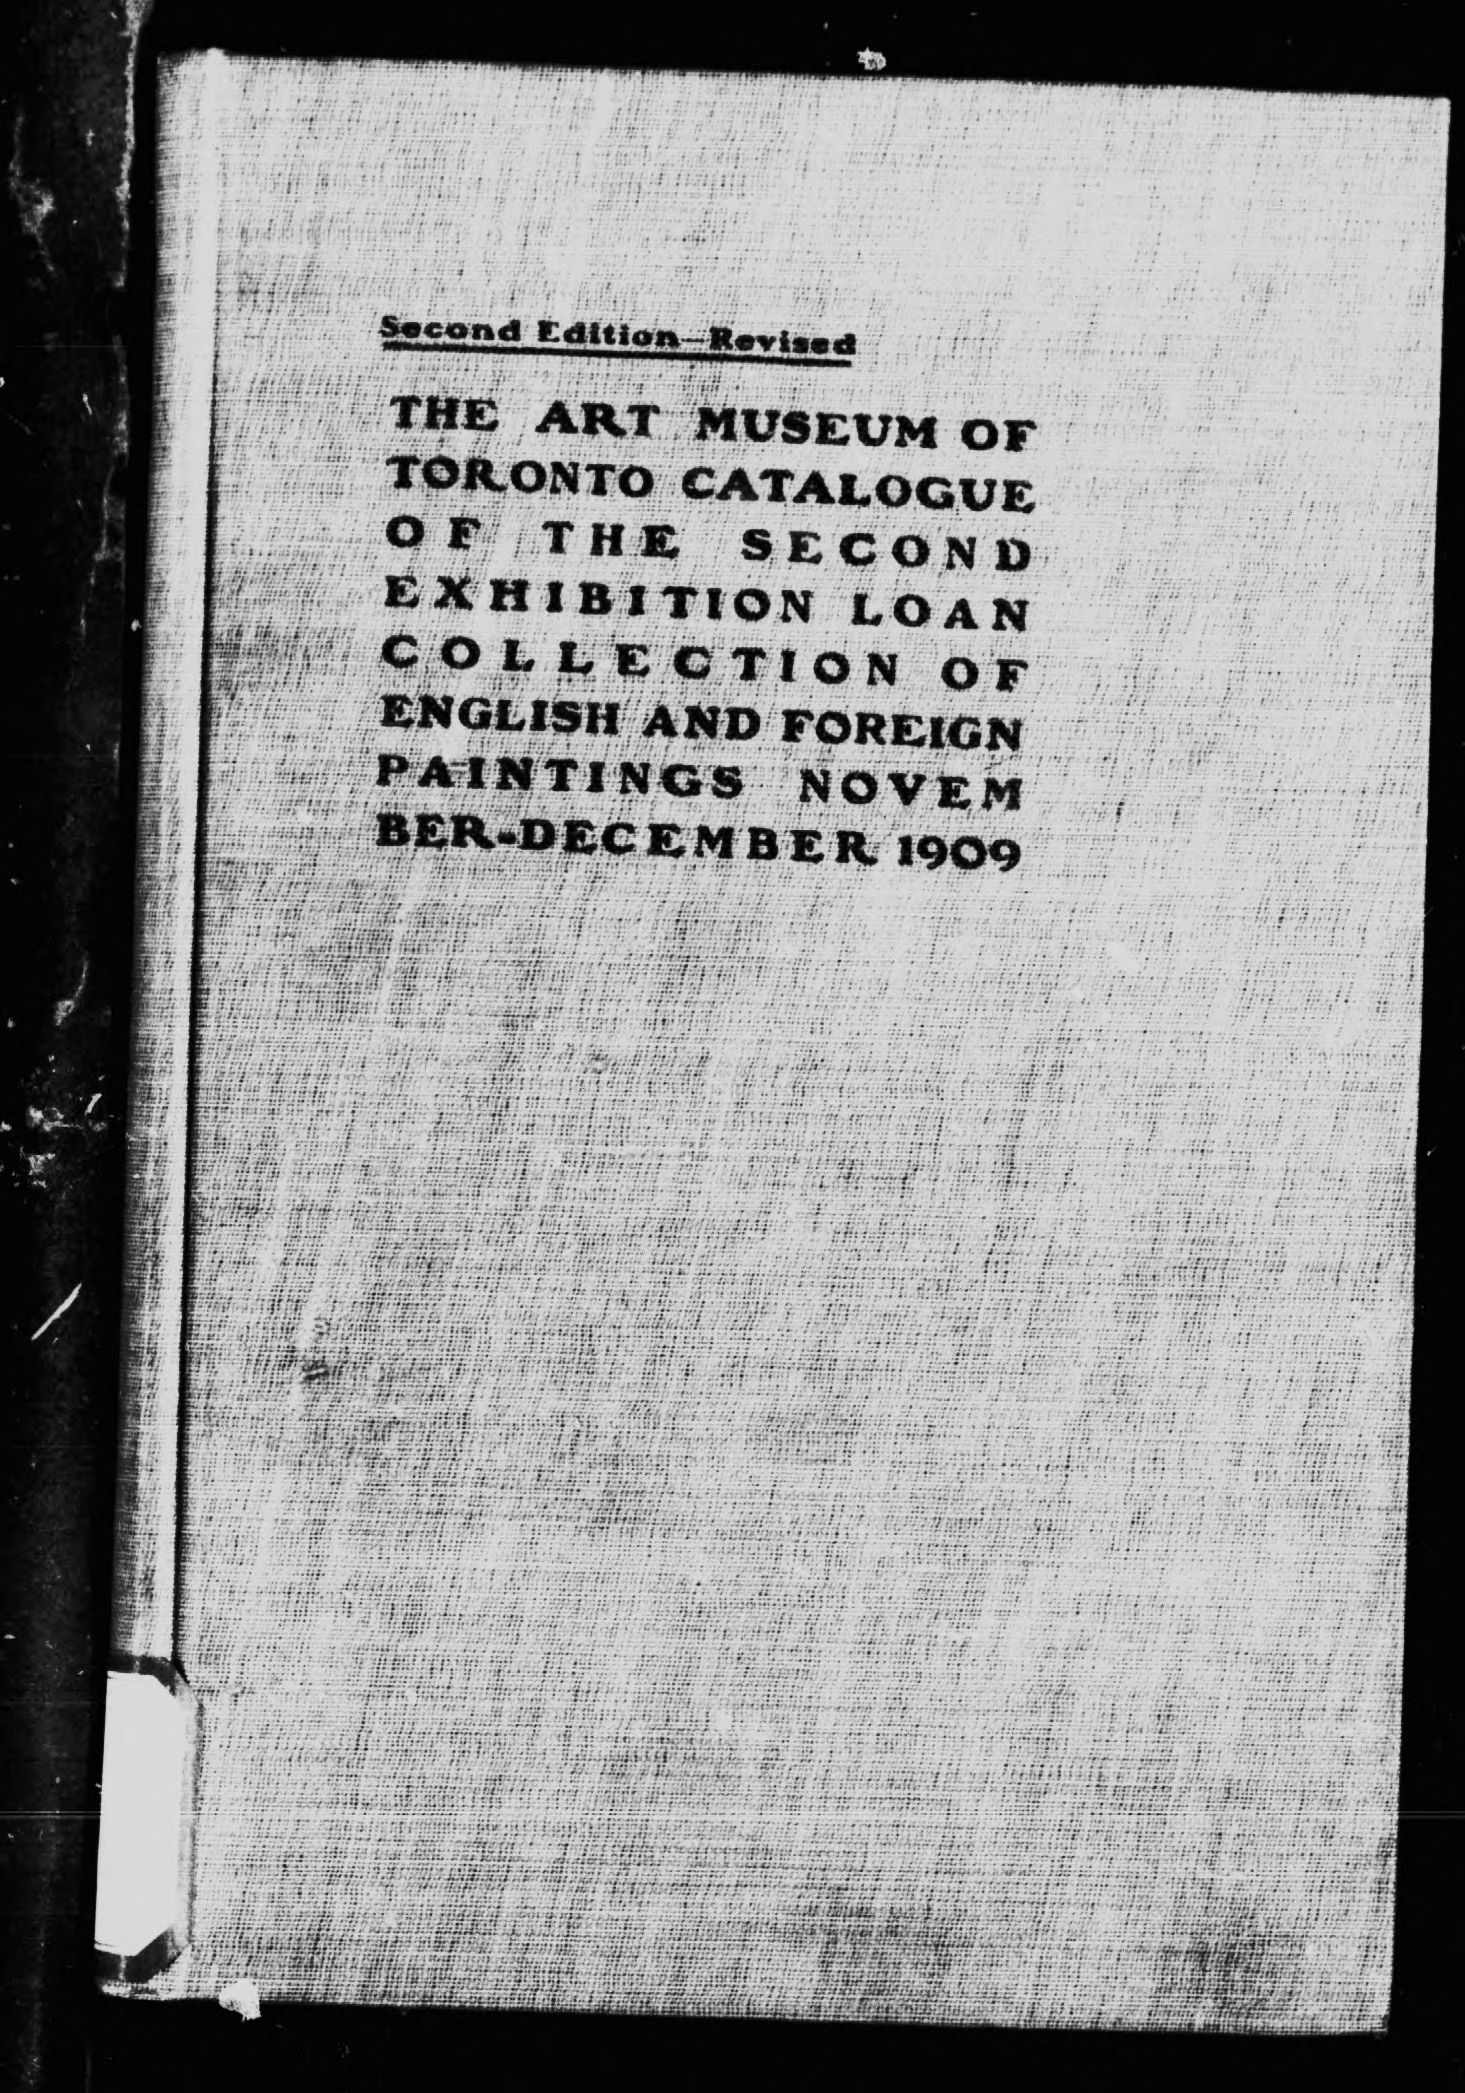 Second Edition—Revised
THE ART MUSEUM OF
TORONTO CATALOGUE
OF THE SECOND
EXHIBITION LOAN
COLLECTION OF
ENGLISH AND FOREIGN
PAINTINGS NOVEM
BER-DECEMBER 1909